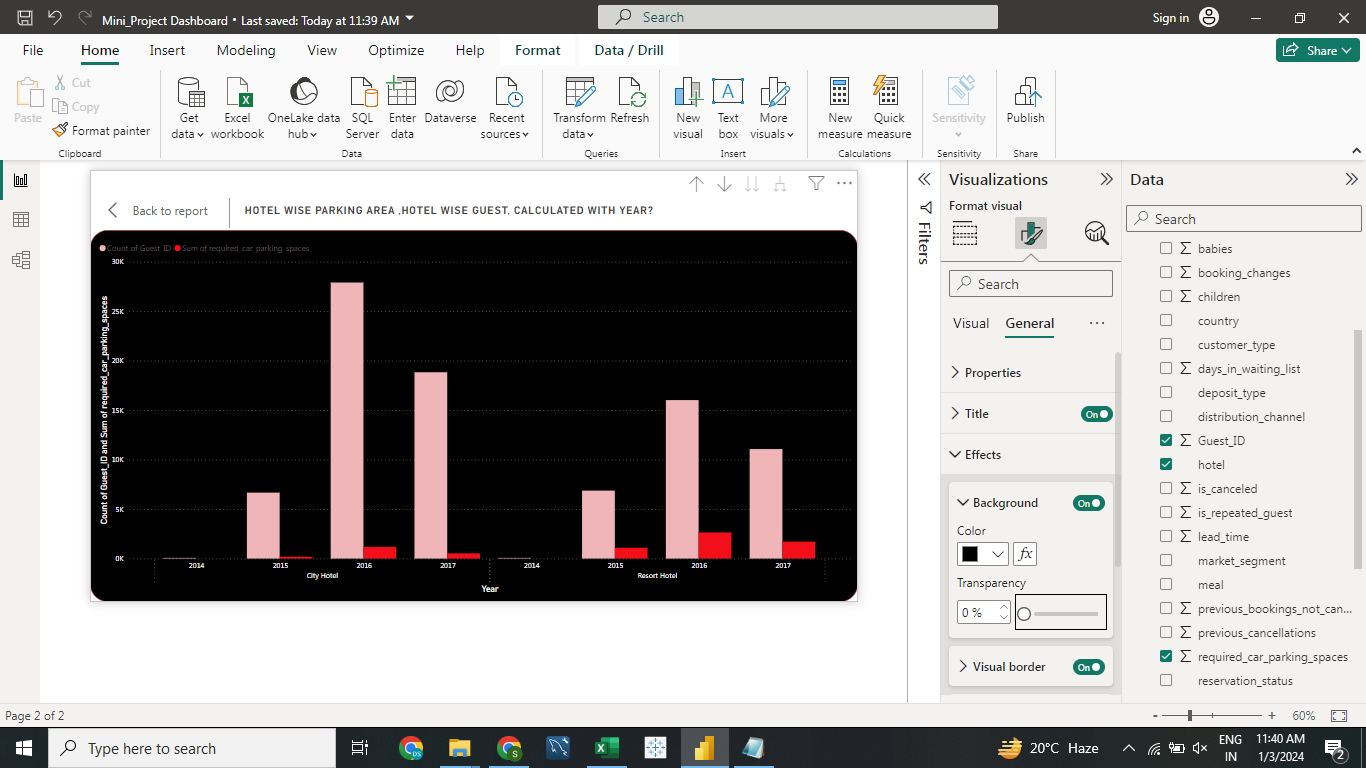 Mini_Project Dashboard • Last saved: Today at 11:39 AM
Search
Sign in
File Home Insert Modeling View Optimize Help Format Data / Drill
Share
Paste
Cut
Copy
Format painter
Clipboard
Get data
Excel workbook
OneLake data hub
SQL Server
Enter data
Dataverse
Recent sources
Data
Transform data
Refresh
Queries
New visual
Text box
More visuals
Insert
New measure
Quick measure
Calculations
Sensitivity
Sensitivity
Publish
Share
Back to report
HOTEL WISE PARKING AREA ,HOTEL WISE GUEST, CALCULATED WITH YEAR?
Count of Guest_ID Sum of required_car_parking_spaces
Count of Guest_ID and Sum of required_car_parking_spaces
30K
25K
20K
15K
10K
5K
0K
2014 2015 2016 2017 2014 2015 2016 2017
City Hotel Resort Hotel
Year
Filters
Visualizations
Format visual
Search
Visual General
Properties
Title On
Effects
Background On
Color
fx
Transparency
0 %
Visual border On
Data
Search
babies
booking_changes
children
country
customer_type
days_in_waiting_list
deposit_type
distribution_channel
Guest_ID
hotel
is_canceled
is_repeated_guest
lead_time
market_segment
meal
previous_bookings_not_can...
previous_cancellations
required_car_parking_spaces
reservation_status
Page 2 of 2
- + 60%
Type here to search
DS
S
20°C Haze
ENG
IN
11:40 AM
1/3/2024
2